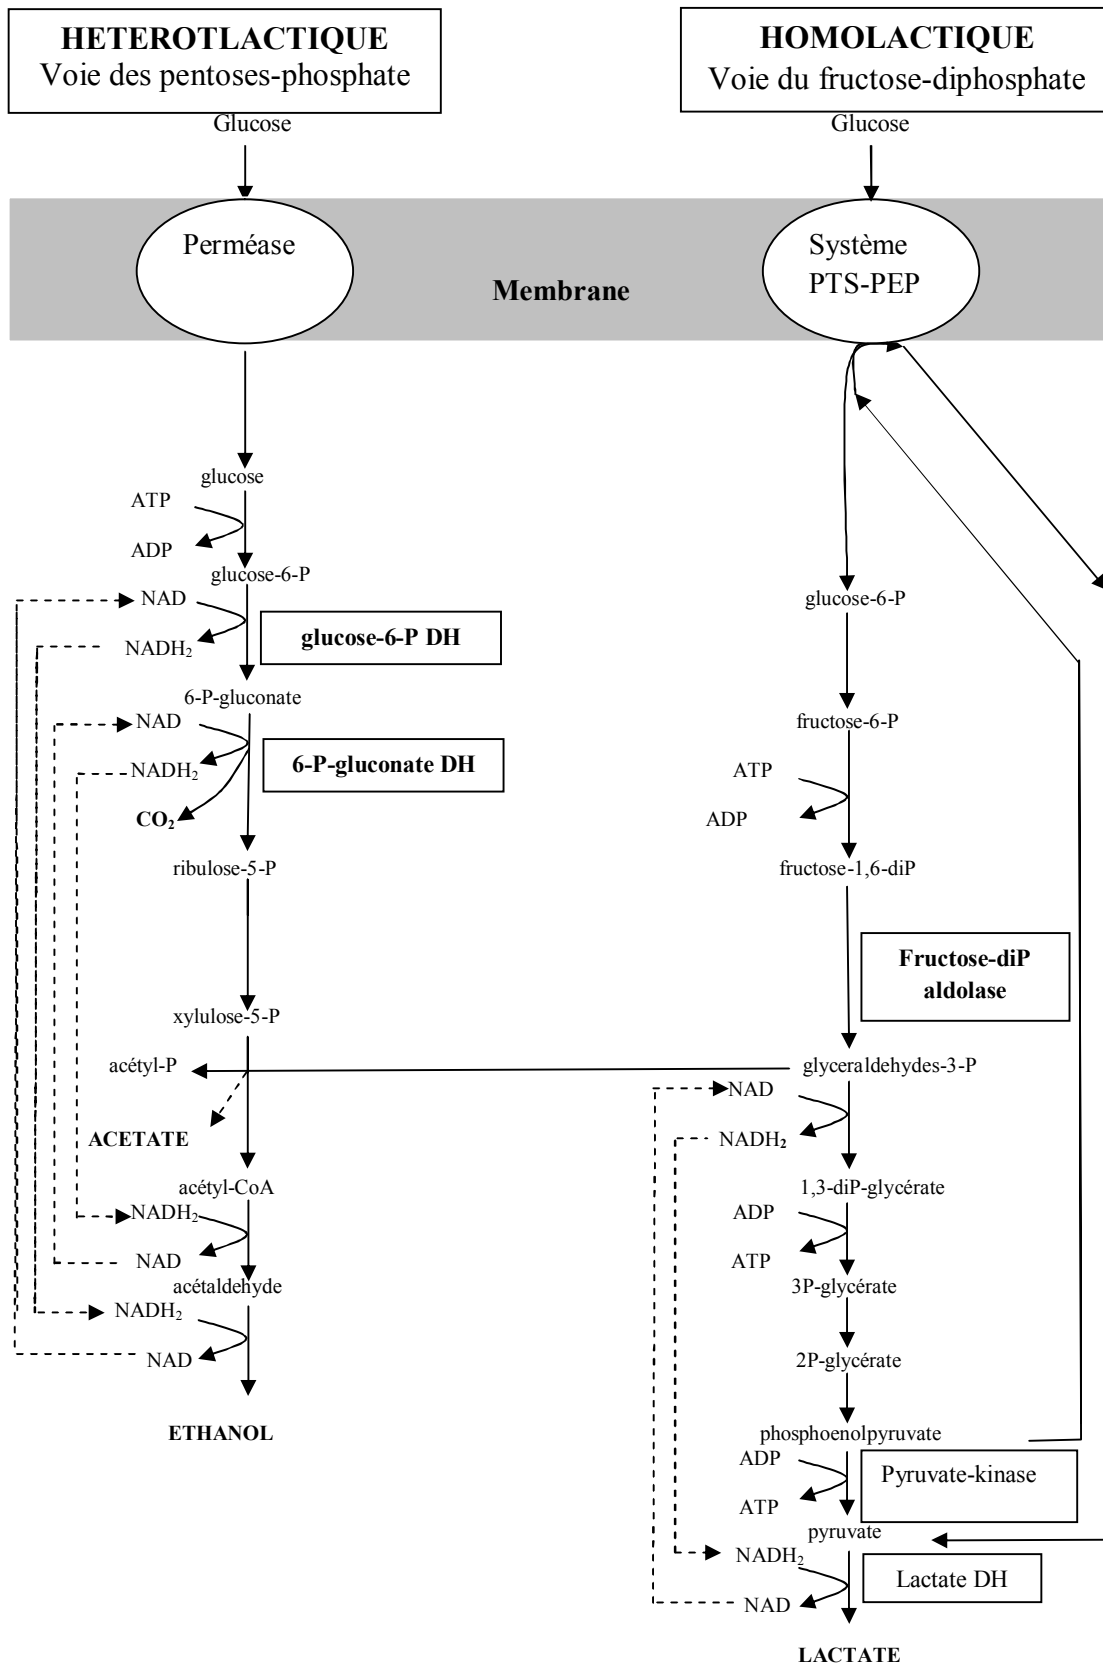 HETEROTLACTIQUE
Voie des pentoses-phosphate
Glucose
Perméase
glucose
ATP
ADP
glucose-6-P
NAD
NADH₂
glucose-6-P DH
6-P-gluconate
NAD
NADH₂
6-P-gluconate DH
CO₂
ribulose-5-P
xylulose-5-P
acétyl-P
ACETATE
acétyl-CoA
NADH₂
NAD
acétaldehyde
NADH₂
NAD
ETHANOL
Membrane
HOMOLACTIQUE
Voie du fructose-diphosphate
Glucose
Système
PTS-PEP
glucose-6-P
fructose-6-P
ATP
ADP
fructose-1,6-diP
Fructose-diP
aldolase
glyceraldehydes-3-P
NAD
NADH₂
1,3-diP-glycérate
ADP
ATP
3P-glycérate
2P-glycérate
phosphoenolpyruvate
ADP
Pyruvate-kinase
ATP
pyruvate
NADH₂
Lactate DH
NAD
LACTATE